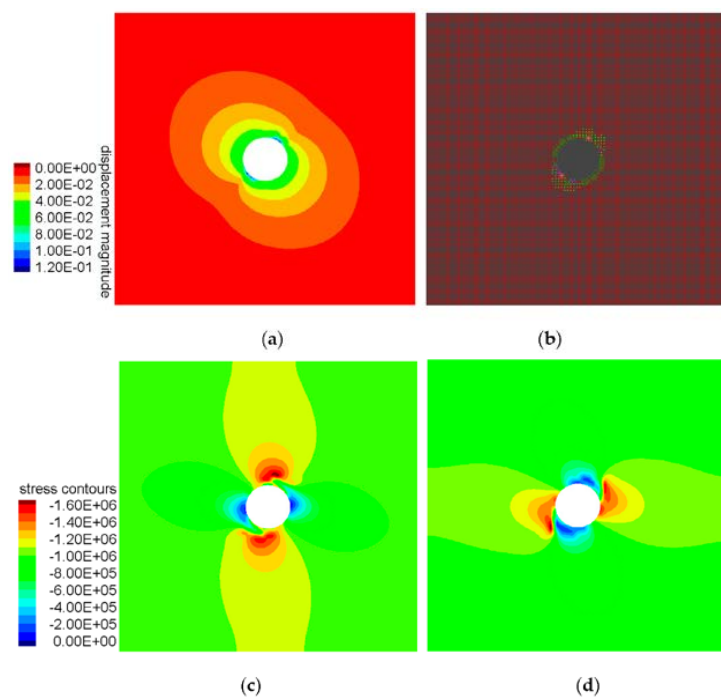 displacement magnitude
0.00E+00
2.00E-02
4.00E-02
6.00E-02
8.00E-02
1.00E-01
1.20E-01
(a)
(b)
stress contours
-1.60E+06
-1.40E+06
-1.20E+06
-1.00E+06
-8.00E+05
-6.00E+05
-4.00E+05
-2.00E+05
0.00E+00
(c)
(d)